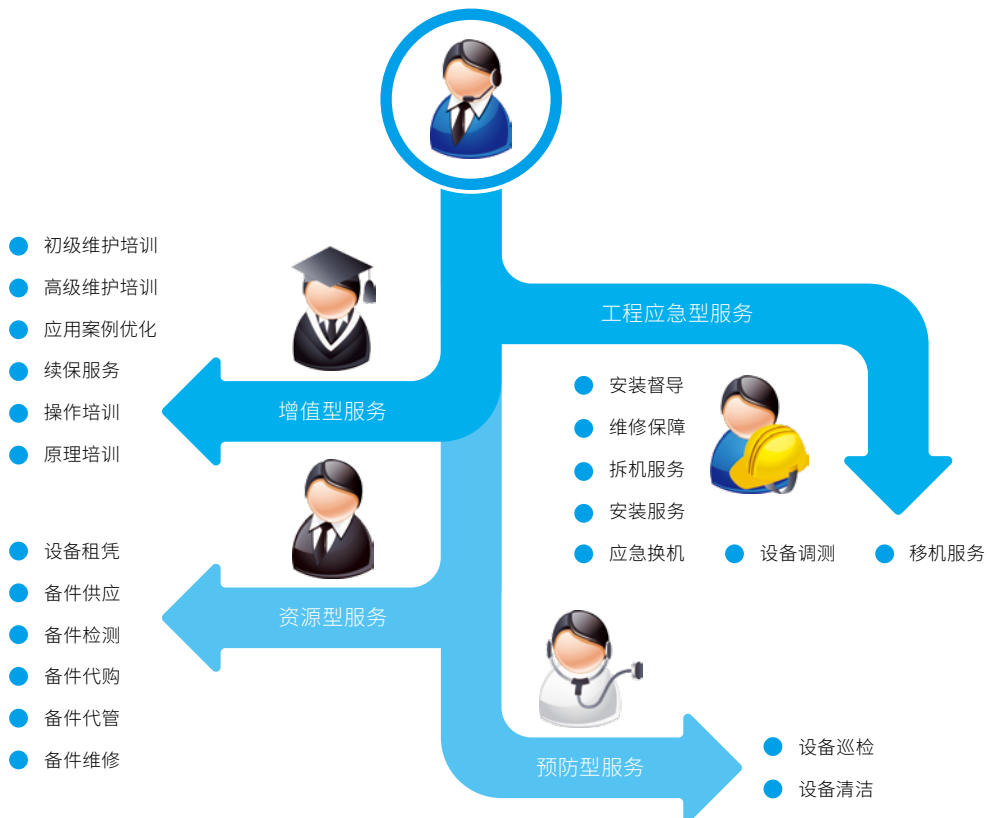 初级维护培训
高级维护培训
应用案例优化
续保服务
操作培训
原理培训
增值型服务
工程应急型服务
安装督导
维修保障
拆机服务
安装服务
应急换机
设备调测
移机服务
设备租凭
备件供应
备件检测
备件代购
备件代管
备件维修
资源型服务
预防型服务
设备巡检
设备清洁